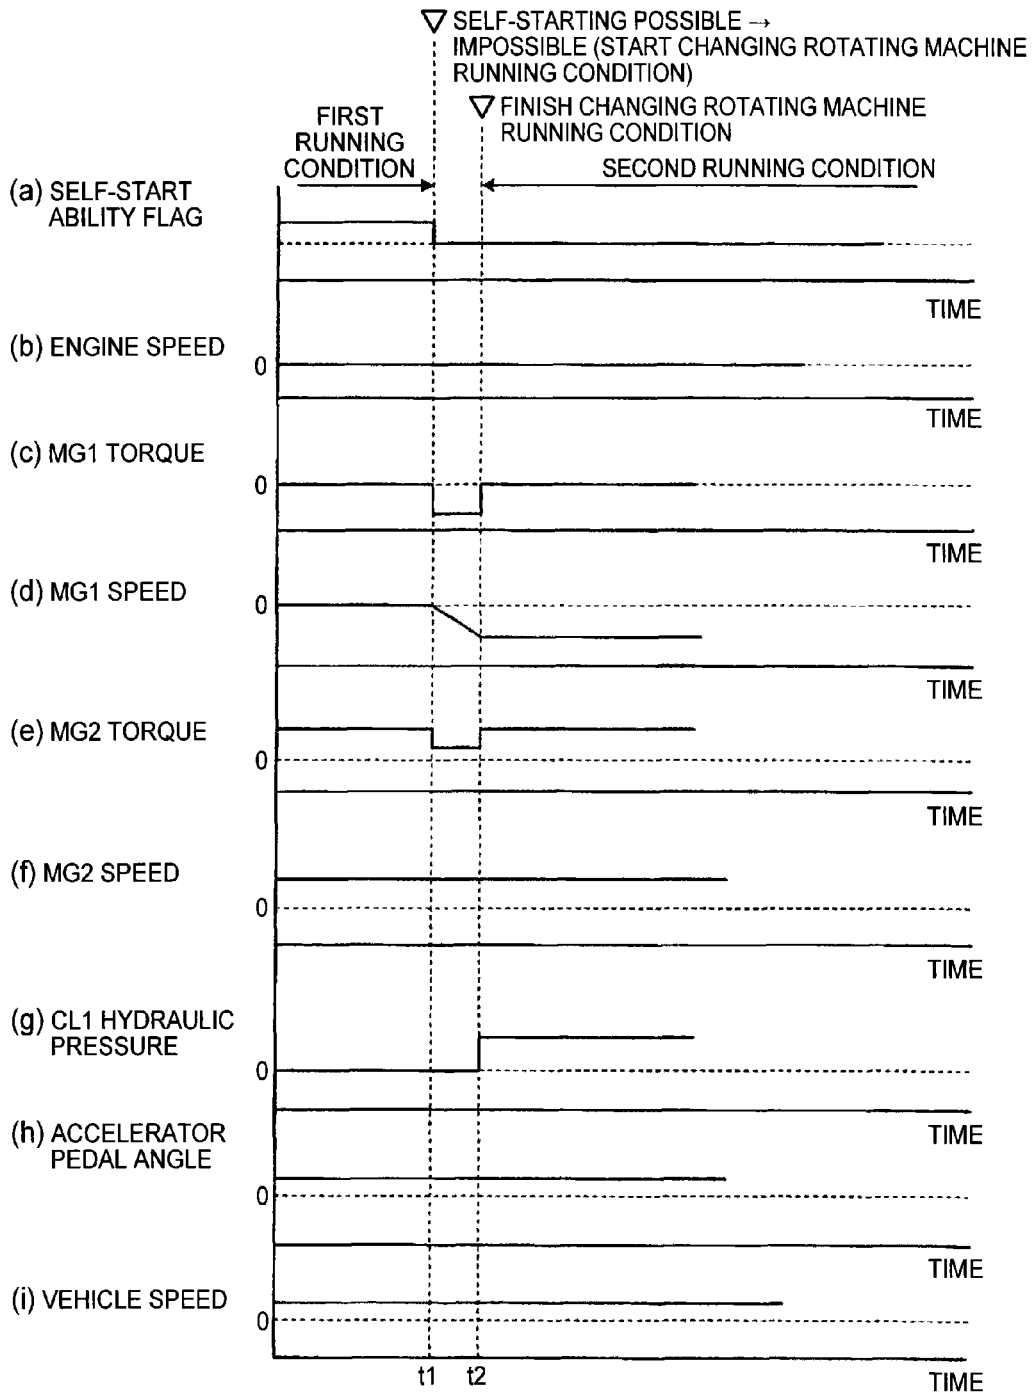 ▽ SELF-STARTING POSSIBLE →
IMPOSSIBLE (START CHANGING ROTATING MACHINE
RUNNING CONDITION)
▽ FINISH CHANGING ROTATING MACHINE
RUNNING CONDITION
FIRST
RUNNING
CONDITION
SECOND RUNNING CONDITION
(a) SELF-START
ABILITY FLAG
TIME
(b) ENGINE SPEED
0
TIME
(c) MG1 TORQUE
0
TIME
(d) MG1 SPEED
0
TIME
(e) MG2 TORQUE
0
TIME
(f) MG2 SPEED
0
TIME
(g) CL1 HYDRAULIC
PRESSURE
0
TIME
(h) ACCELERATOR
PEDAL ANGLE
0
TIME
(i) VEHICLE SPEED
0
t1 t2
TIME